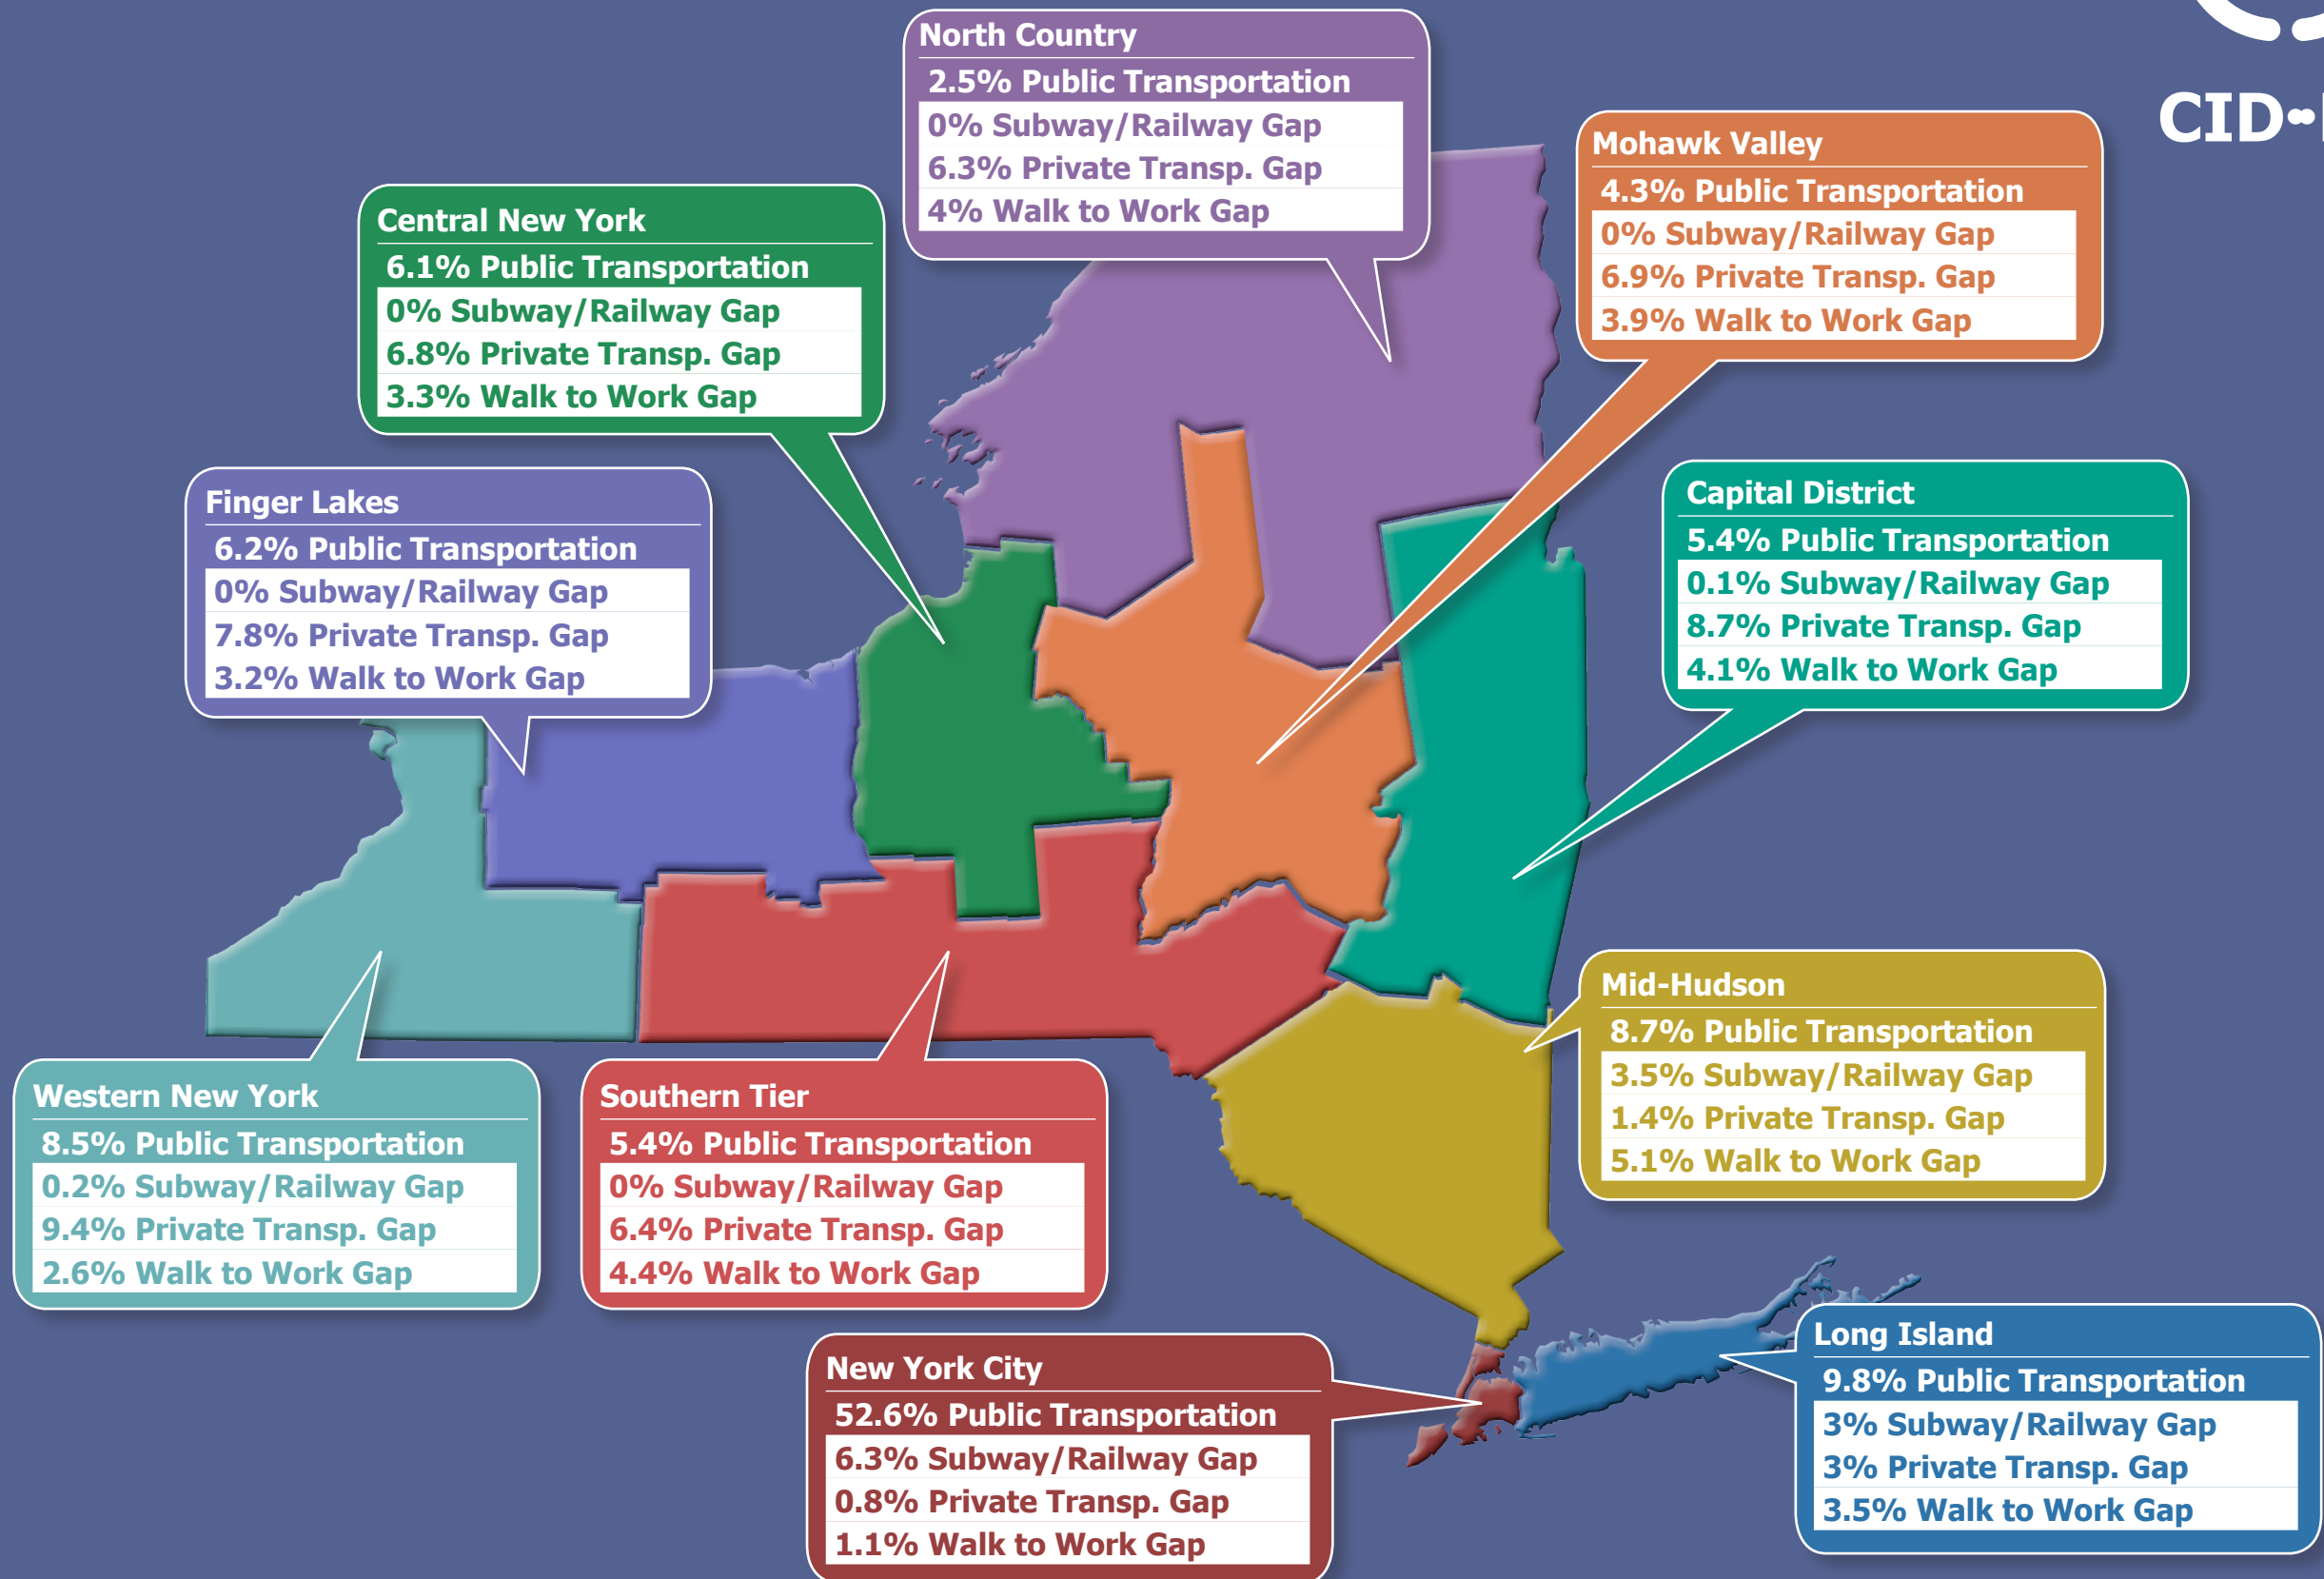 CID
North Country
2.5% Public Transportation
0% Subway/Railway Gap
6.3% Private Transp. Gap
4% Walk to Work Gap
Mohawk Valley
4.3% Public Transportation
0% Subway/Railway Gap
6.9% Private Transp. Gap
3.9% Walk to Work Gap
Central New York
6.1% Public Transportation
0% Subway/Railway Gap
6.8% Private Transp. Gap
3.3% Walk to Work Gap
Finger Lakes
6.2% Public Transportation
0% Subway/Railway Gap
7.8% Private Transp. Gap
3.2% Walk to Work Gap
Capital District
5.4% Public Transportation
0.1% Subway/Railway Gap
8.7% Private Transp. Gap
4.1% Walk to Work Gap
Mid-Hudson
8.7% Public Transportation
3.5% Subway/Railway Gap
1.4% Private Transp. Gap
5.1% Walk to Work Gap
Western New York
8.5% Public Transportation
0.2% Subway/Railway Gap
9.4% Private Transp. Gap
2.6% Walk to Work Gap
Southern Tier
5.4% Public Transportation
0% Subway/Railway Gap
6.4% Private Transp. Gap
4.4% Walk to Work Gap
New York City
52.6% Public Transportation
6.3% Subway/Railway Gap
0.8% Private Transp. Gap
1.1% Walk to Work Gap
Long Island
9.8% Public Transportation
3% Subway/Railway Gap
3% Private Transp. Gap
3.5% Walk to Work Gap